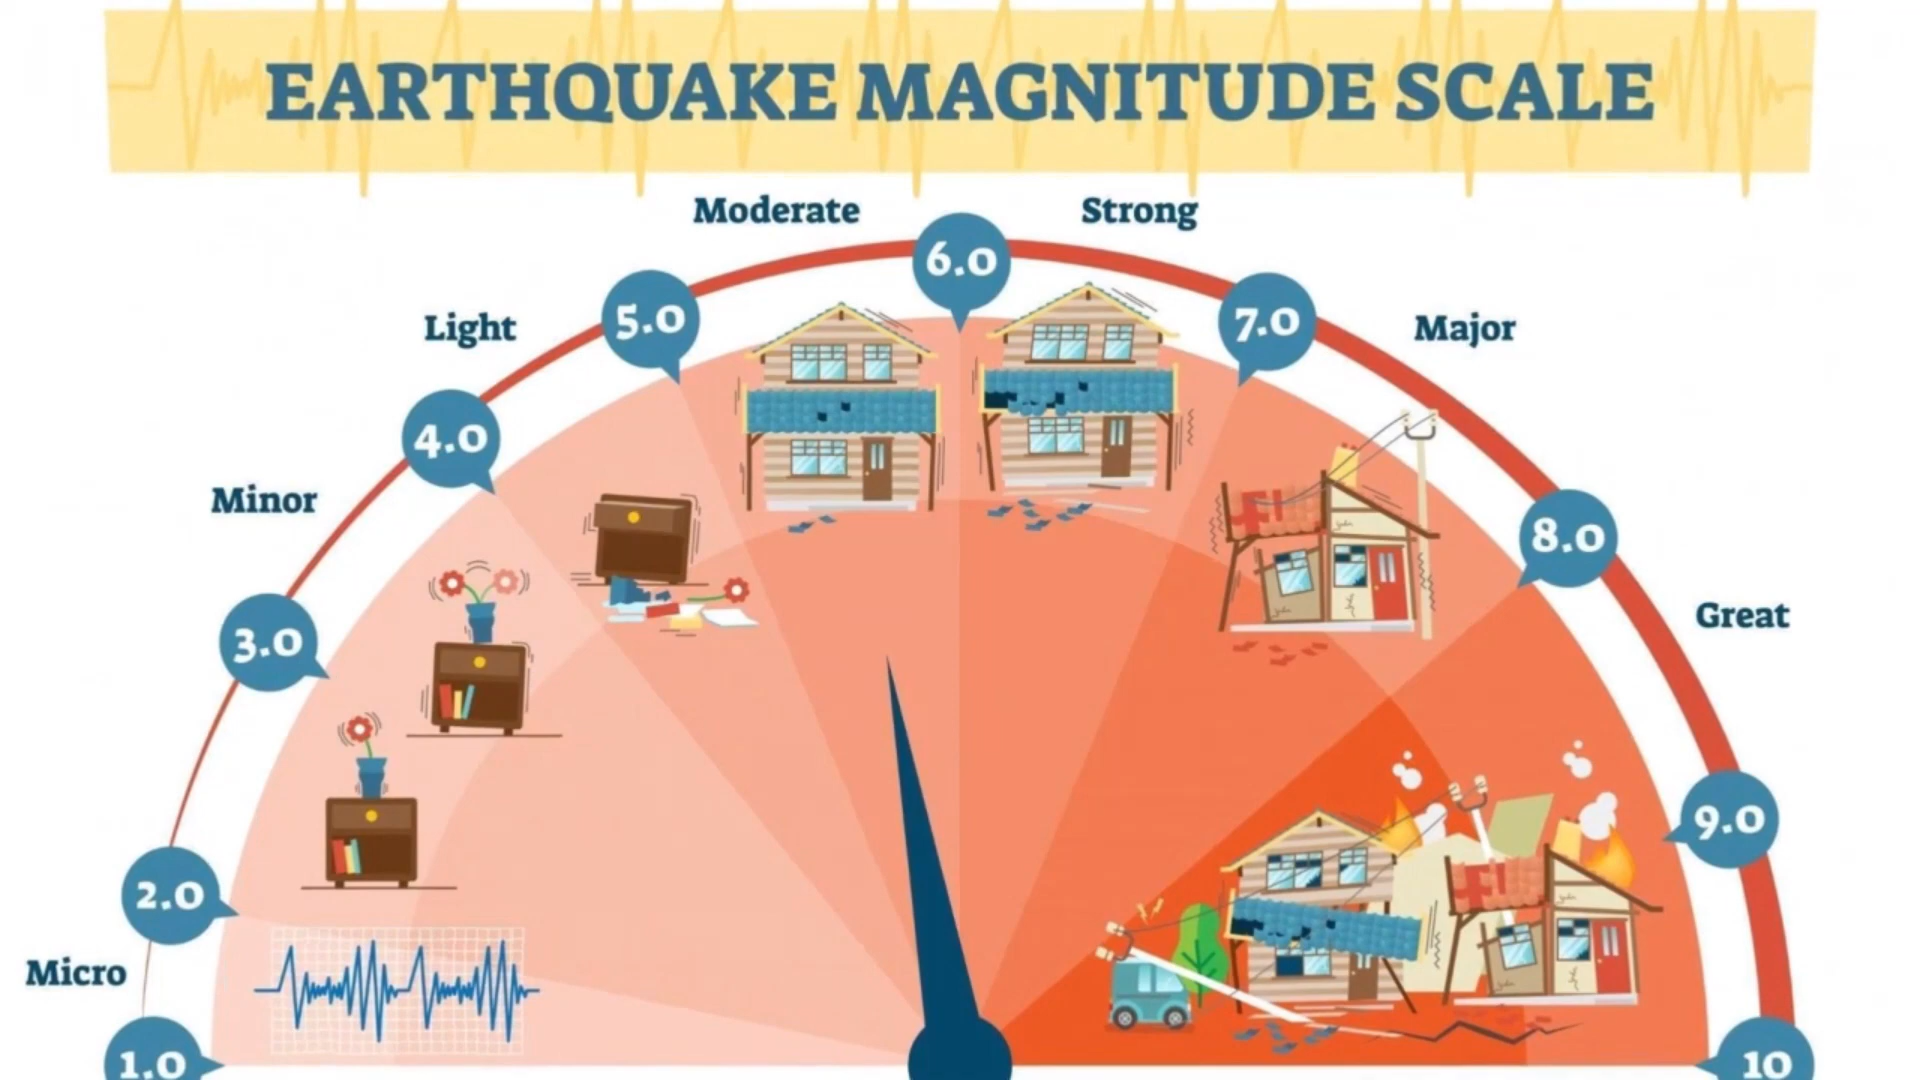 EARTHQUAKE MAGNITUDE SCALE
Moderate
Strong
6.0
5.0
7.0
Light
Major
4.0
8.0
Minor
3.0
Great
9.0
2.0
Micro
1.0
10